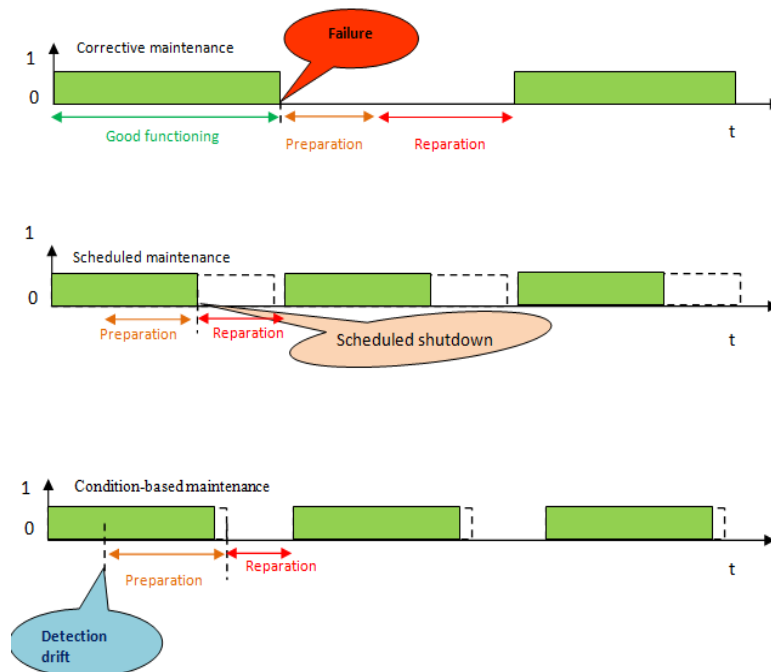 Corrective maintenance
Failure
1
0
Good functioning
Preparation
Reparation
t
1
Scheduled maintenance
0
Preparation
Reparation
Scheduled shutdown
t
1
Condition-based maintenance
0
Preparation
Reparation
t
Detection
drift